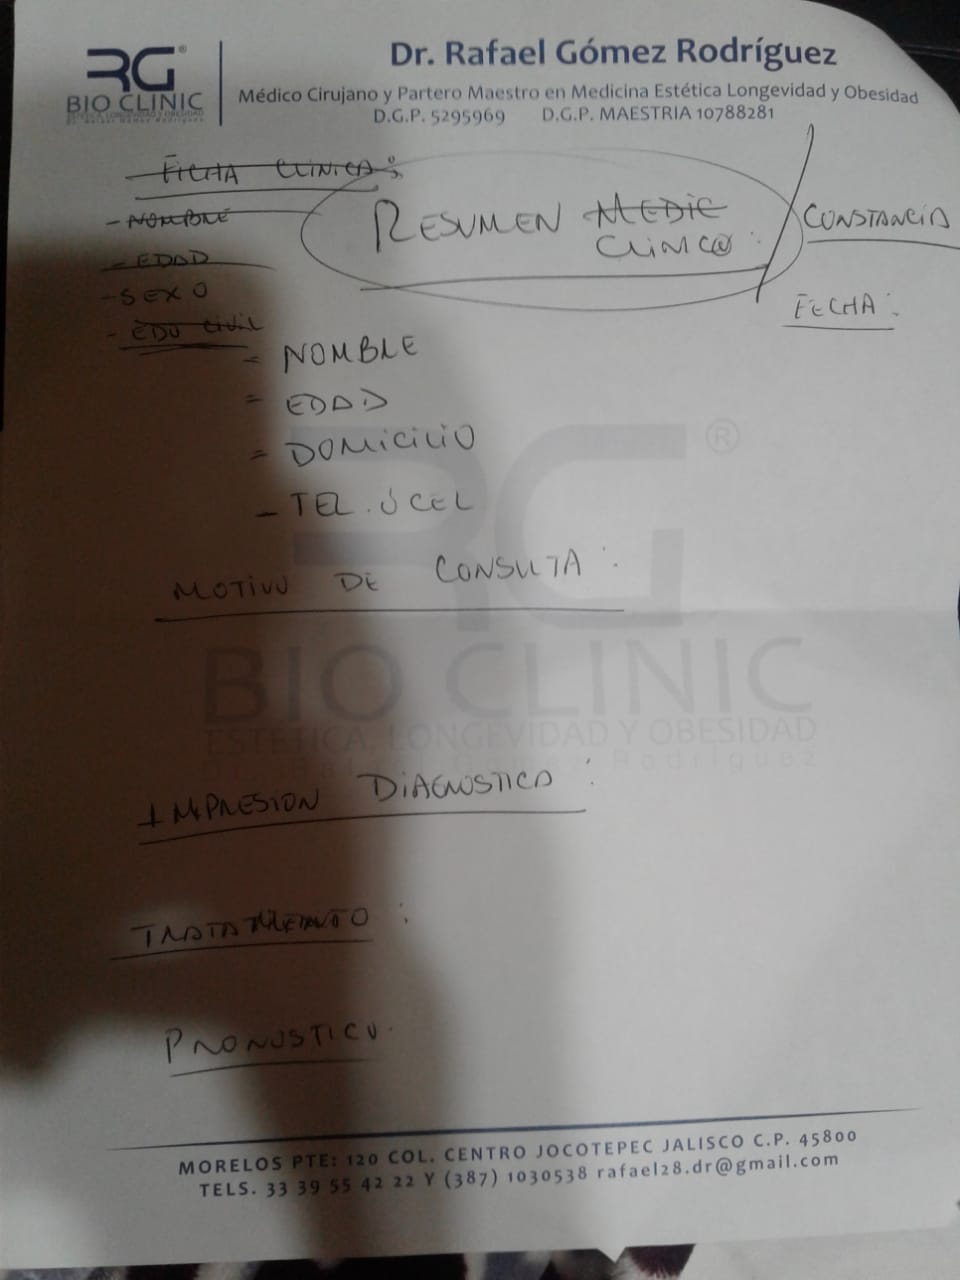 RG®
BIO CLINIC
ESTÉTICA, LONGEVIDAD Y OBESIDAD
Dr. Rafael Gómez Rodríguez
Dr. Rafael Gómez Rodríguez
Médico Cirujano y Partero Maestro en Medicina Estética Longevidad y Obesidad
D.G.P. 5295969 D.G.P. MAESTRIA 10788281
FICHA CLINICA:
- NOMBRE
- EDAD
- SEXO
- EDO CIVIL
RESUMEN MEDIC
CLINICO:
/ CONSTANCIA
FECHA:
= NOMBRE
= EDAD
= DOMICILIO
- TEL. Ó CEL
MOTIVO DE CONSULTA:
IMPRESION DIAGNOSTICA:
TRATAMIENTO:
PRONOSTICO.
RG®
BIO CLINIC
ESTÉTICA, LONGEVIDAD Y OBESIDAD
Dr. Rafael Gómez Rodríguez
MORELOS PTE: 120 COL. CENTRO JOCOTEPEC JALISCO C.P. 45800
TELS. 33 39 55 42 22 Y (387) 1030538 rafael28.dr@gmail.com